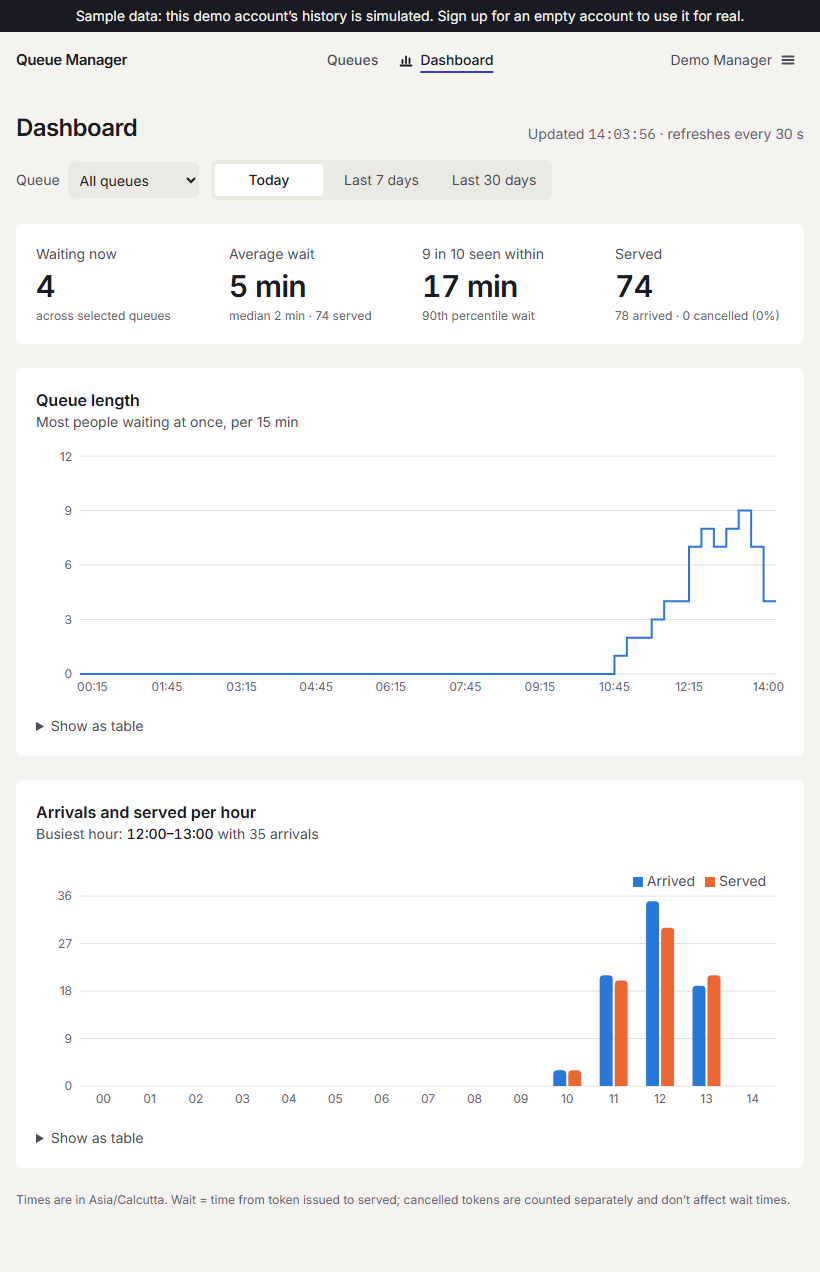 Sample data: this demo account’s history is simulated. Sign up for an empty account to use it for real.
Queue Manager
Queues
Dashboard
Demo Manager
Dashboard
Updated 14:03:56 · refreshes every 30 s
Queue
All queues
Today
Last 7 days
Last 30 days
Waiting now
4
across selected queues
Average wait
5 min
median 2 min · 74 served
9 in 10 seen within
17 min
90th percentile wait
Served
74
78 arrived · 0 cancelled (0%)
Queue length
Most people waiting at once, per 15 min
12
9
6
3
0
00:15 01:45 03:15 04:45 06:15 07:45 09:15 10:45 12:15 14:00
Show as table
Arrivals and served per hour
Busiest hour: 12:00–13:00 with 35 arrivals
Arrived Served
36
27
18
9
0
00 01 02 03 04 05 06 07 08 09 10 11 12 13 14
Show as table
Times are in Asia/Calcutta. Wait = time from token issued to served; cancelled tokens are counted separately and don’t affect wait times.